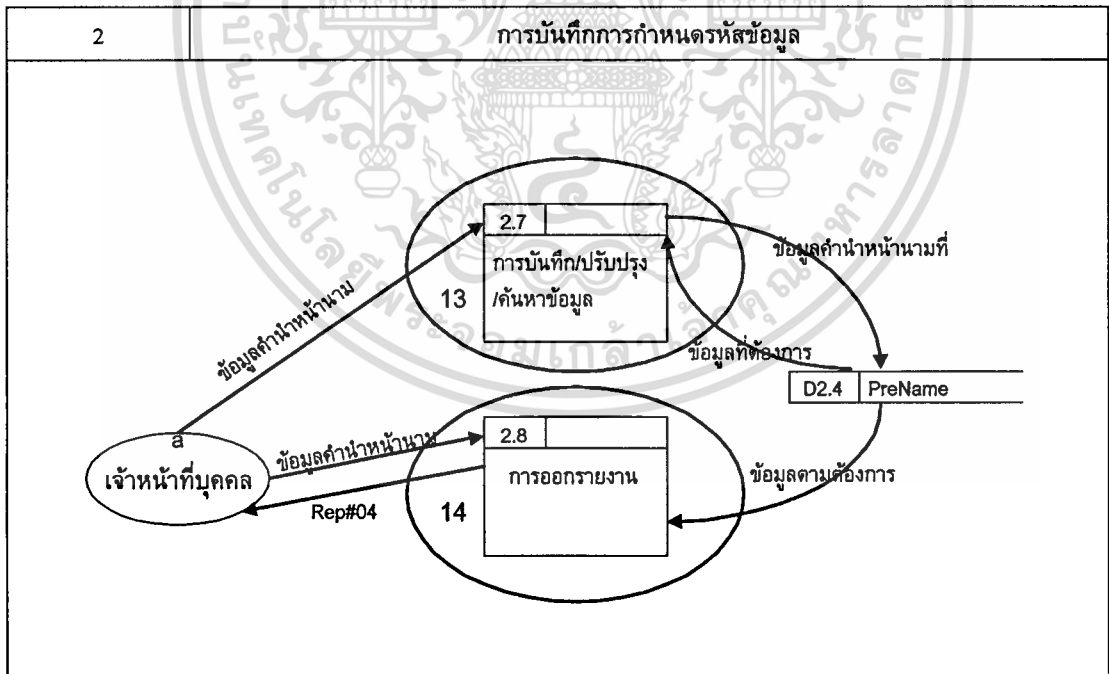 2
การบันทึกการกำหนดรหัสข้อมูล
2.7
การบันทึก/ปรับปรุง
/ค้นหาข้อมูล
13
ข้อมูลคำนำหน้านามที่
ข้อมูลคำนำหน้านาม
ข้อมูลที่ต้องการ
D2.4 PreName
a
เจ้าหน้าที่บุคคล
ข้อมูลคำนำหน้านาม
2.8
การออกรายงาน
14
ข้อมูลตามต้องการ
Rep#04